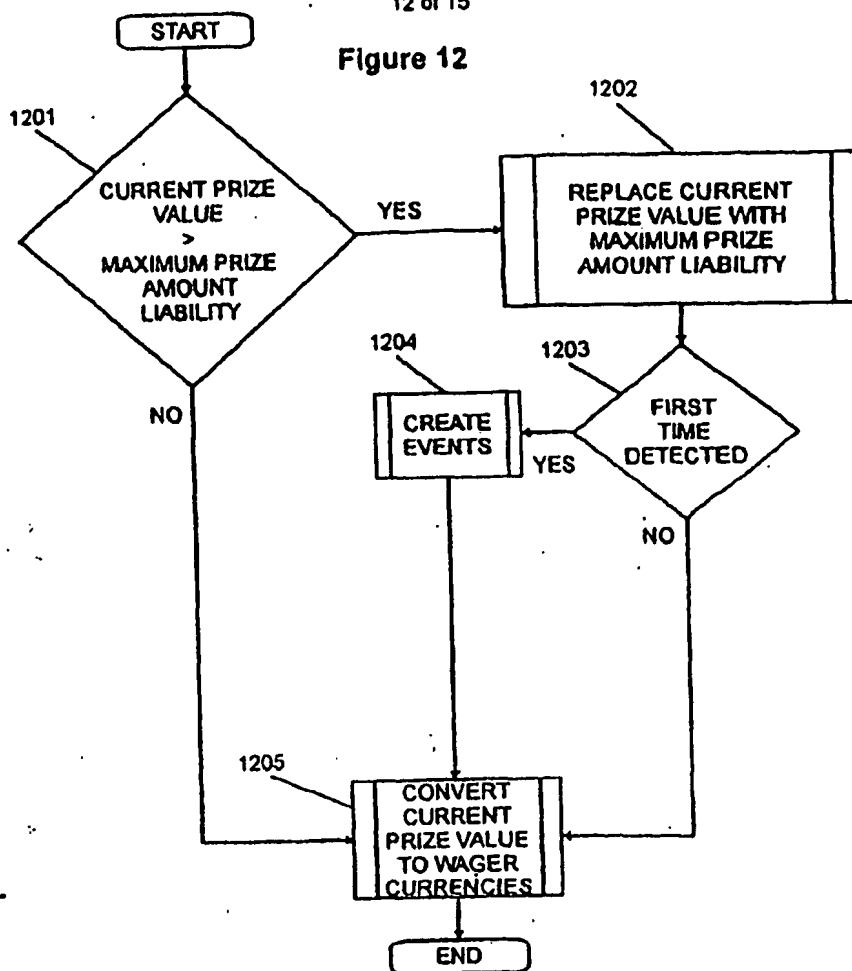 12 of 15
START
Figure 12
1201
1202
CURRENT PRIZE
VALUE
>
MAXIMUM PRIZE
AMOUNT
LIABILITY
YES
REPLACE CURRENT
PRIZE VALUE WITH
MAXIMUM PRIZE
AMOUNT LIABILITY
1204
1203
NO
CREATE
EVENTS
YES
FIRST
TIME
DETECTED
NO
1205
CONVERT
CURRENT
PRIZE VALUE
TO WAGER
CURRENCIES
END